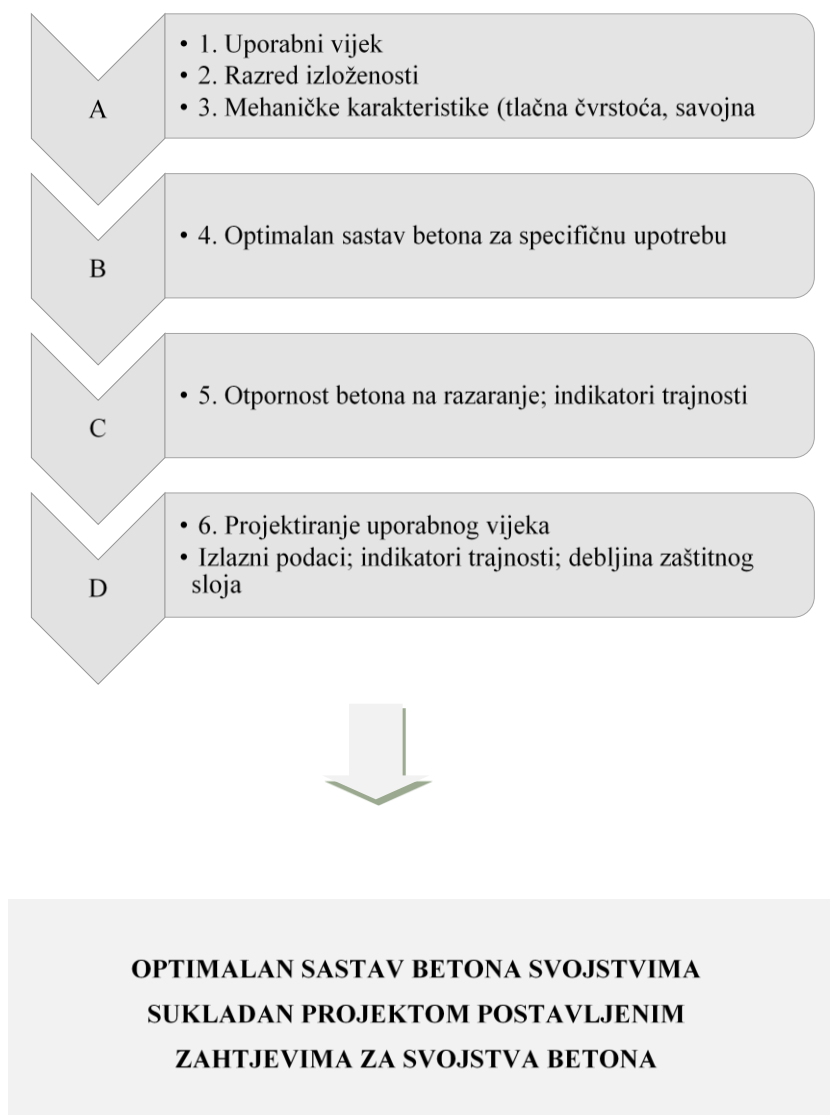 A
• 1. Uporabni vijek
• 2. Razred izloženosti
• 3. Mehaničke karakteristike (tlačna čvrstoća, savojna
B
• 4. Optimalan sastav betona za specifičnu upotrebu
C
• 5. Otpornost betona na razaranje; indikatori trajnosti
D
• 6. Projektiranje uporabnog vijeka
• Izlazni podaci; indikatori trajnosti; debljina zaštitnog
sloja
OPTIMALAN SASTAV BETONA SVOJSTVIMA
SUKLADAN PROJEKTOM POSTAVLJENIM
ZAHTJEVIMA ZA SVOJSTVA BETONA